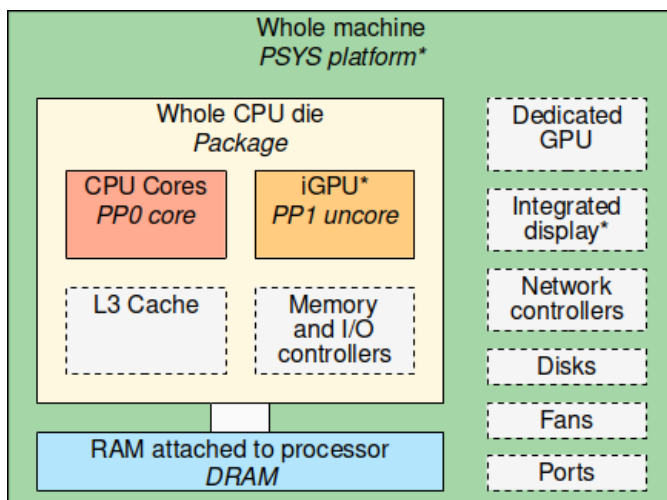 Whole machine
PSYS platform*
Whole CPU die
Package
CPU Cores
PP0 core
iGPU*
PP1 uncore
L3 Cache
Memory
and I/O
controllers
RAM attached to processor
DRAM
Dedicated
GPU
Integrated
display*
Network
controllers
Disks
Fans
Ports